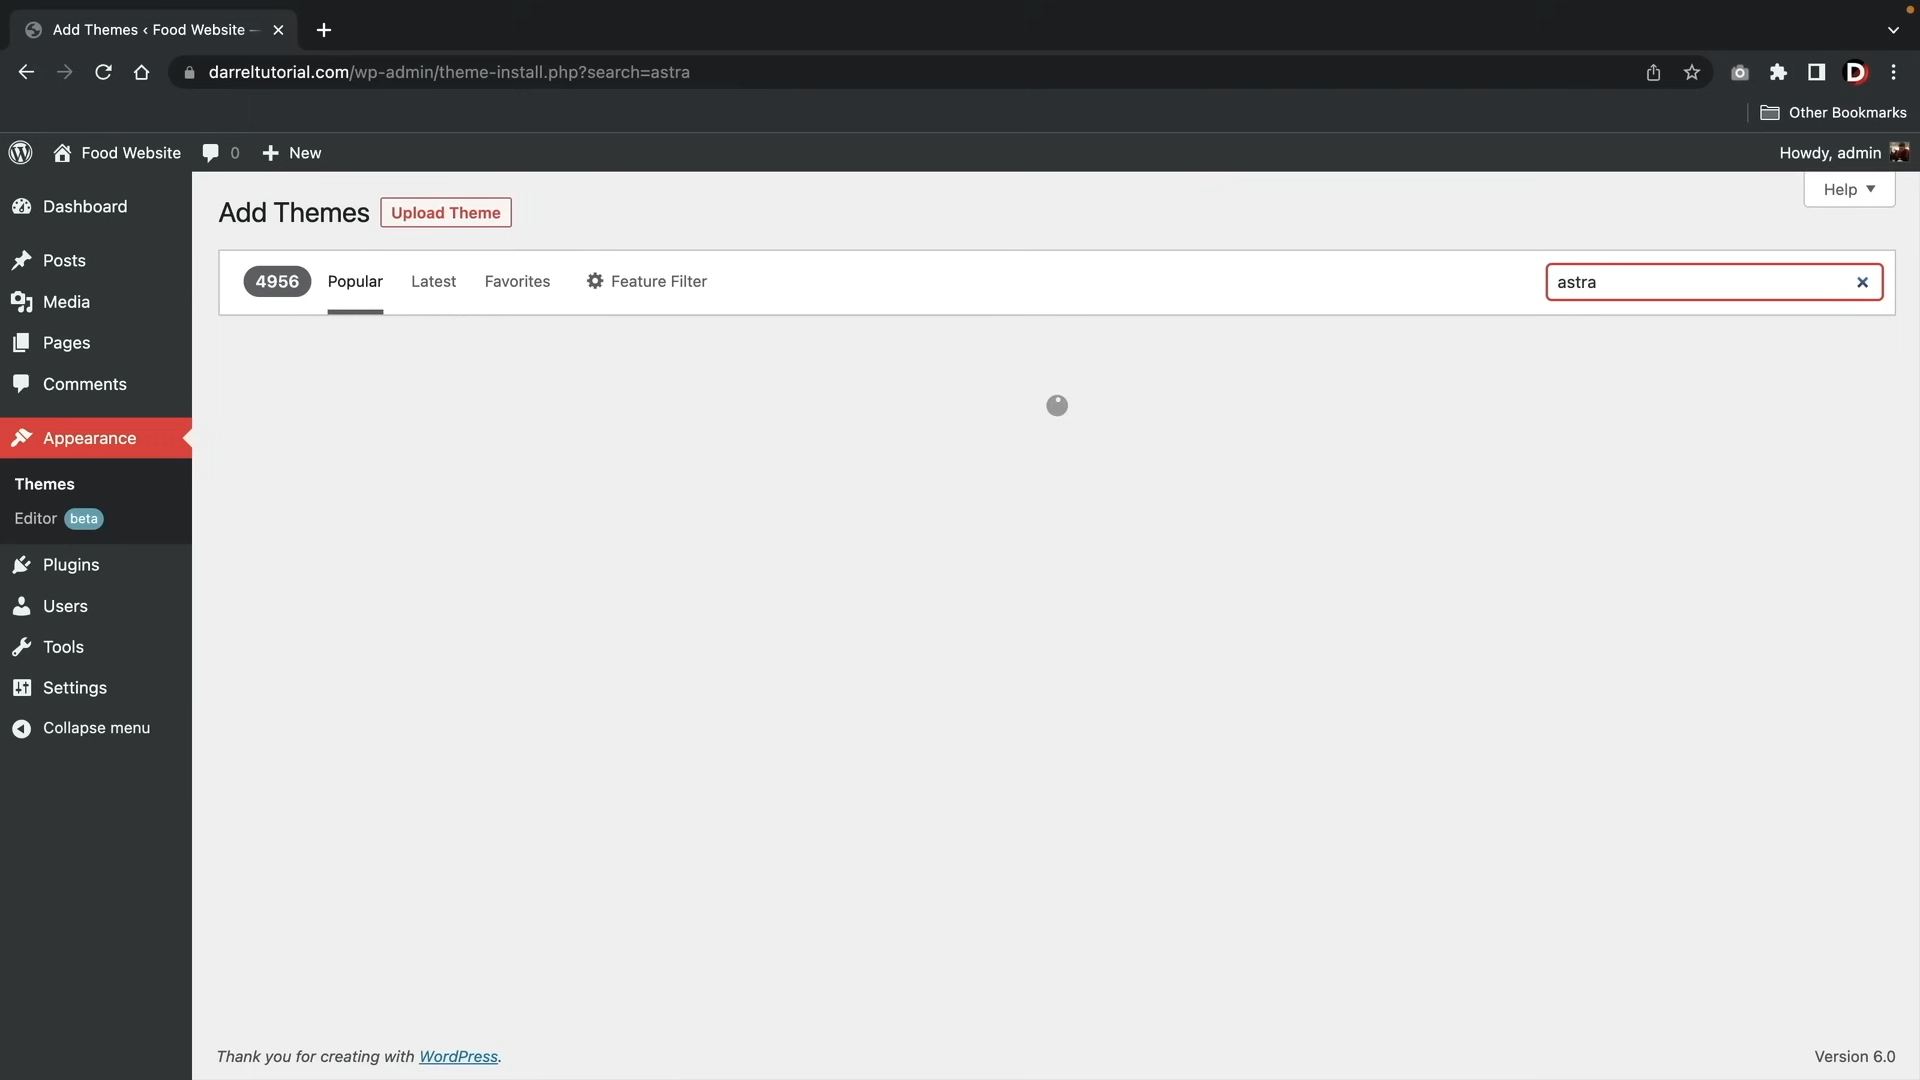 Add Themes ‹ Food Website —
darreltutorial.com/wp-admin/theme-install.php?search=astra
Other Bookmarks
Food Website 0 New Howdy, admin
Help
Add Themes Upload Theme
4956 Popular Latest Favorites Feature Filter astra
Dashboard
Posts
Media
Pages
Comments
Appearance
Themes
Editor beta
Plugins
Users
Tools
Settings
Collapse menu
Thank you for creating with WordPress. Version 6.0